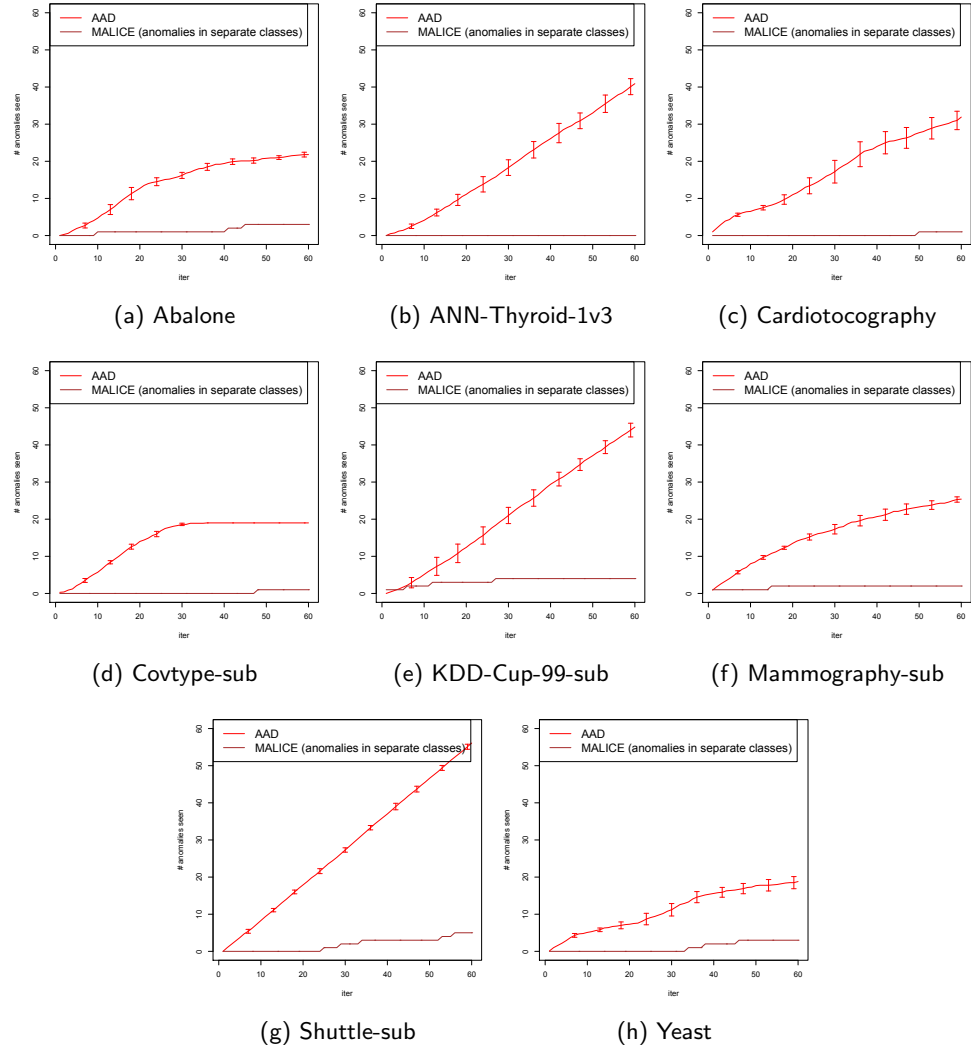 AAD
MALICE (anomalies in separate classes)
# anomalies seen
0 10 20 30 40 50 60
0 10 20 30 40 50 60
iter
(a) Abalone
AAD
MALICE (anomalies in separate classes)
# anomalies seen
0 10 20 30 40 50 60
0 10 20 30 40 50 60
iter
(b) ANN-Thyroid-1v3
AAD
MALICE (anomalies in separate classes)
# anomalies seen
0 10 20 30 40 50 60
0 10 20 30 40 50 60
iter
(c) Cardiotocography
AAD
MALICE (anomalies in separate classes)
# anomalies seen
0 10 20 30 40 50 60
0 10 20 30 40 50 60
iter
(d) Covtype-sub
AAD
MALICE (anomalies in separate classes)
# anomalies seen
0 10 20 30 40 50 60
0 10 20 30 40 50 60
iter
(e) KDD-Cup-99-sub
AAD
MALICE (anomalies in separate classes)
# anomalies seen
0 10 20 30 40 50 60
0 10 20 30 40 50 60
iter
(f) Mammography-sub
AAD
MALICE (anomalies in separate classes)
# anomalies seen
0 10 20 30 40 50 60
0 10 20 30 40 50 60
iter
(g) Shuttle-sub
AAD
MALICE (anomalies in separate classes)
# anomalies seen
0 10 20 30 40 50 60
0 10 20 30 40 50 60
iter
(h) Yeast